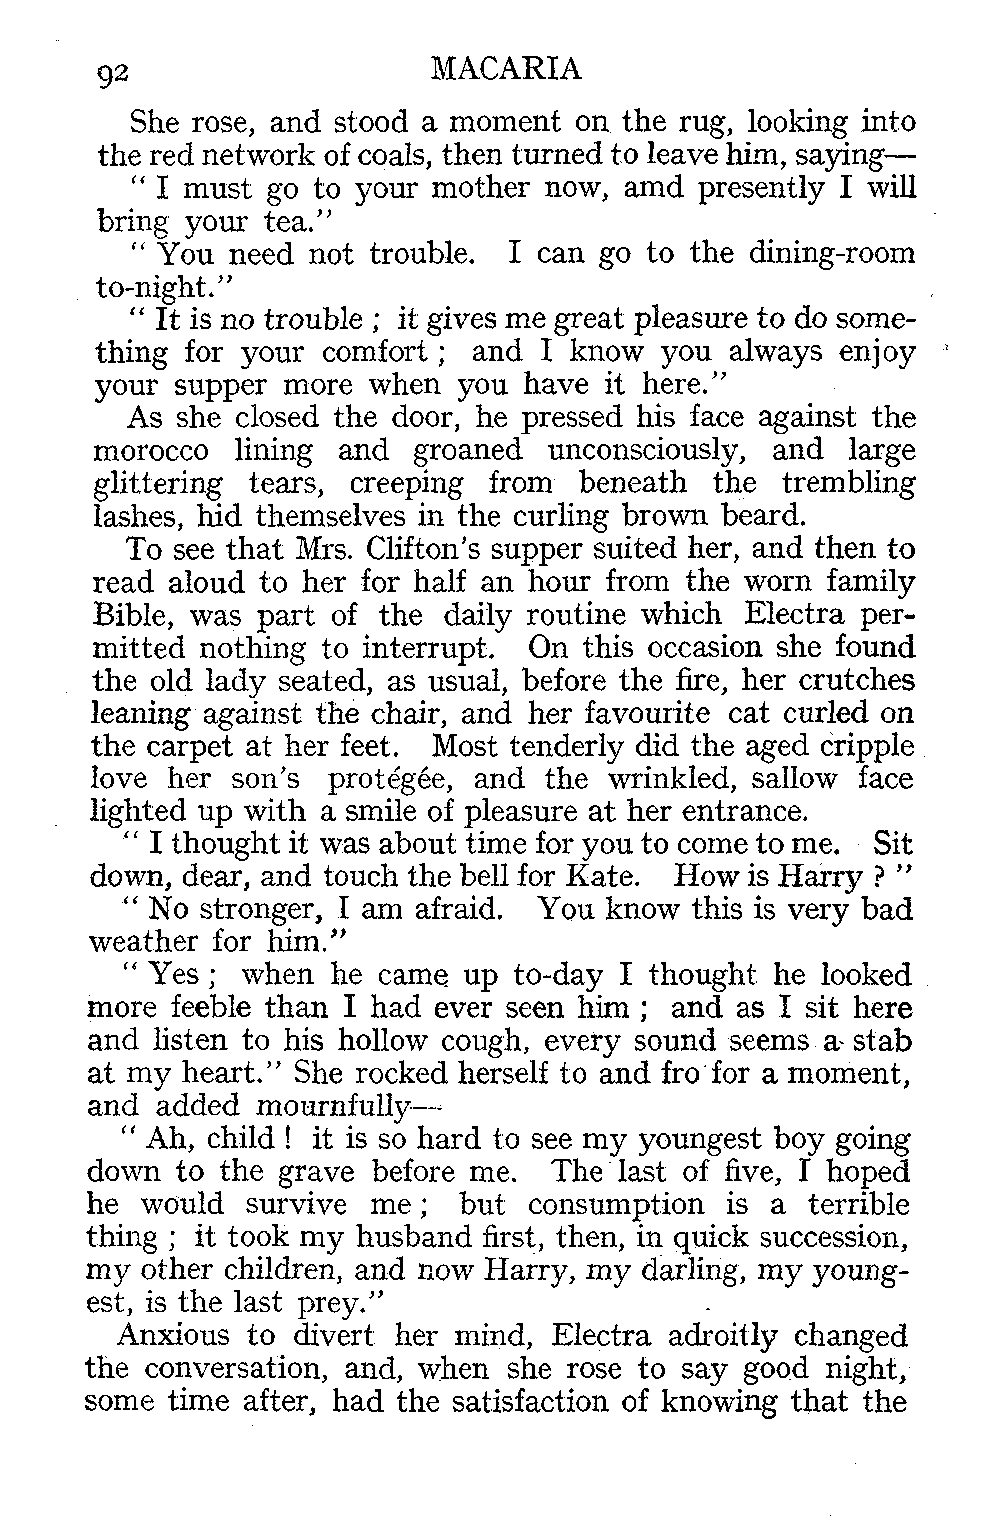 92 MACARIA
She rose, and stood a moment on the rug, looking into
the red network of coals, then turned to leave him, saying—
“ I must go to your mother now, amd presently I will
bring your tea.”
“ You need not trouble. I can go to the dining-room
to-night.”
“ It is no trouble ; it gives me great pleasure to do some-
thing for your comfort ; and I know you always enjoy
your supper more when you have it here.”
As she closed the door, he pressed his face against the
morocco lining and groaned unconsciously, and large
glittering tears, creeping from beneath the trembling
lashes, hid themselves in the curling brown beard.
To see that Mrs. Clifton’s supper suited her, and then to
read aloud to her for half an hour from the worn family
Bible, was part of the daily routine which Electra per-
mitted nothing to interrupt. On this occasion she found
the old lady seated, as usual, before the fire, her crutches
leaning against the chair, and her favourite cat curled on
the carpet at her feet. Most tenderly did the aged cripple
love her son’s protégée, and the wrinkled, sallow face
lighted up with a smile of pleasure at her entrance.
“ I thought it was about time for you to come to me. Sit
down, dear, and touch the bell for Kate. How is Harry ? ”
“ No stronger, I am afraid. You know this is very bad
weather for him.”
“ Yes ; when he came up to-day I thought he looked
more feeble than I had ever seen him ; and as I sit here
and listen to his hollow cough, every sound seems a stab
at my heart.” She rocked herself to and fro for a moment,
and added mournfully—
“ Ah, child ! it is so hard to see my youngest boy going
down to the grave before me. The last of five, I hoped
he would survive me ; but consumption is a terrible
thing ; it took my husband first, then, in quick succession,
my other children, and now Harry, my darling, my young-
est, is the last prey.”
Anxious to divert her mind, Electra adroitly changed
the conversation, and, when she rose to say good night,
some time after, had the satisfaction of knowing that the